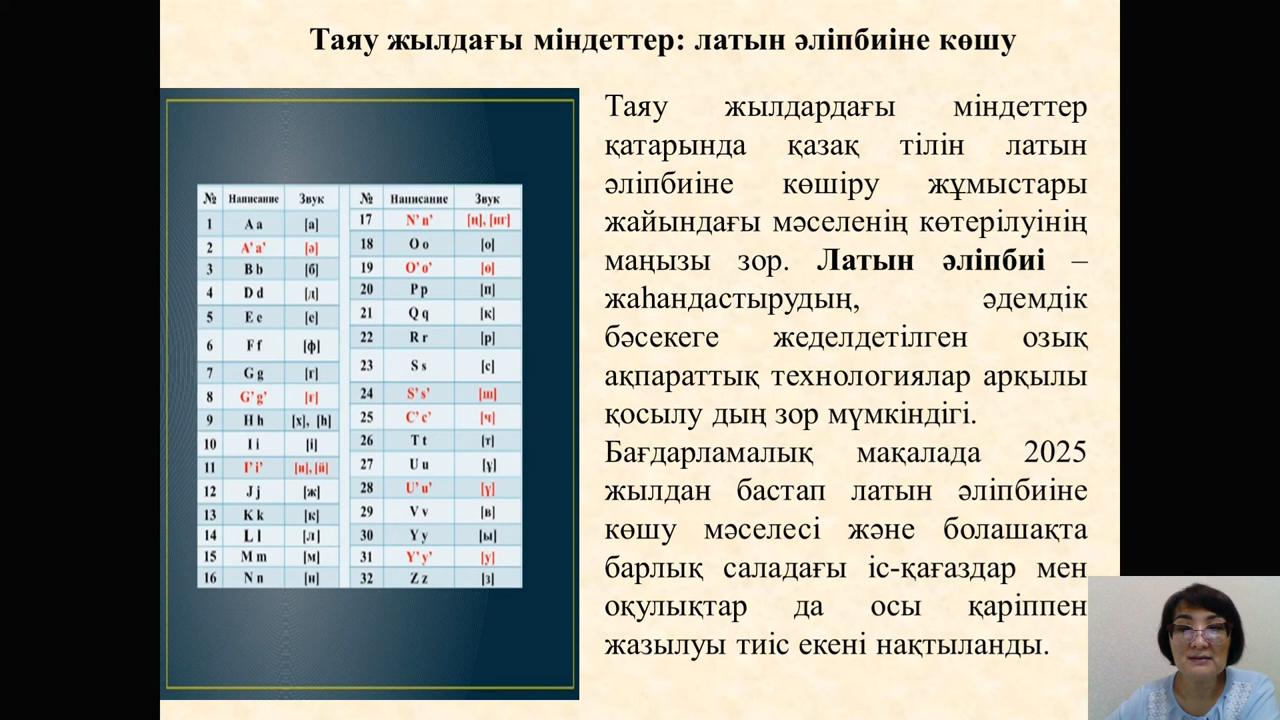 Таяу жылдағы міндеттер: латын әліпбиіне көшу
№ Написание Звук № Написание Звук
1 A a [а] 17 N' n' [ң], [нг]
2 A' a' [ә] 18 O o [о]
3 B b [б] 19 O' o' [ө]
4 D d [д] 20 P p [п]
5 E e [е] 21 Q q [қ]
6 F f [ф] 22 R r [р]
7 G g [г] 23 S s [с]
8 G' g' [ғ] 24 S' s' [ш]
9 H h [х], [һ] 25 C' c' [ч]
10 I i [і] 26 T t [т]
11 I' i' [и], [й] 27 U u [ұ]
12 J j [ж] 28 U' u' [ү]
13 K k [к] 29 V v [в]
14 L l [л] 30 Y y [ы]
15 M m [м] 31 Y' y' [у]
16 N n [н] 32 Z z [з]
Таяу жылдардағы міндеттер
қатарында қазақ тілін латын
әліпбиіне көшіру жұмыстары
жайындағы мәселенің көтерілуінің
маңызы зор. Латын әліпбиі –
жаһандастырудың, әдемдік
бәсекеге жеделдетілген озық
ақпараттық технологиялар арқылы
қосылу дың зор мүмкіндігі.
Бағдарламалық мақалада 2025
жылдан бастап латын әліпбиіне
көшу мәселесі және болашақта
барлық саладағы іс-қағаздар мен
оқулықтар да осы қаріппен
жазылуы тиіс екені нақтыланды.